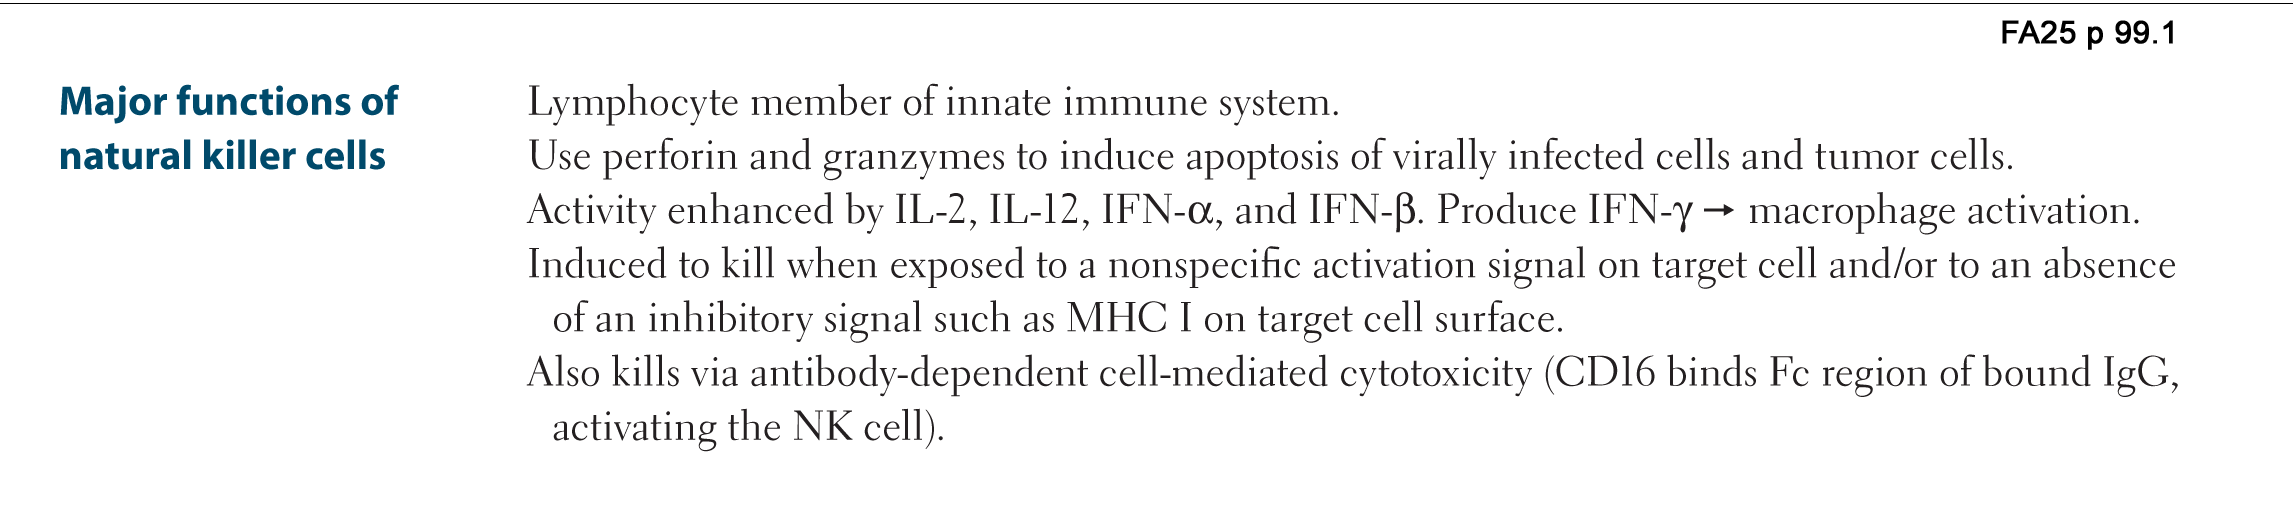 FA25 p 99.1
Major functions of
natural killer cells
Lymphocyte member of innate immune system.
Use perforin and granzymes to induce apoptosis of virally infected cells and tumor cells.
Activity enhanced by IL-2, IL-12, IFN-α, and IFN-β. Produce IFN-γ → macrophage activation.
Induced to kill when exposed to a nonspecific activation signal on target cell and/or to an absence
of an inhibitory signal such as MHC I on target cell surface.
Also kills via antibody-dependent cell-mediated cytotoxicity (CD16 binds Fc region of bound IgG,
activating the NK cell).